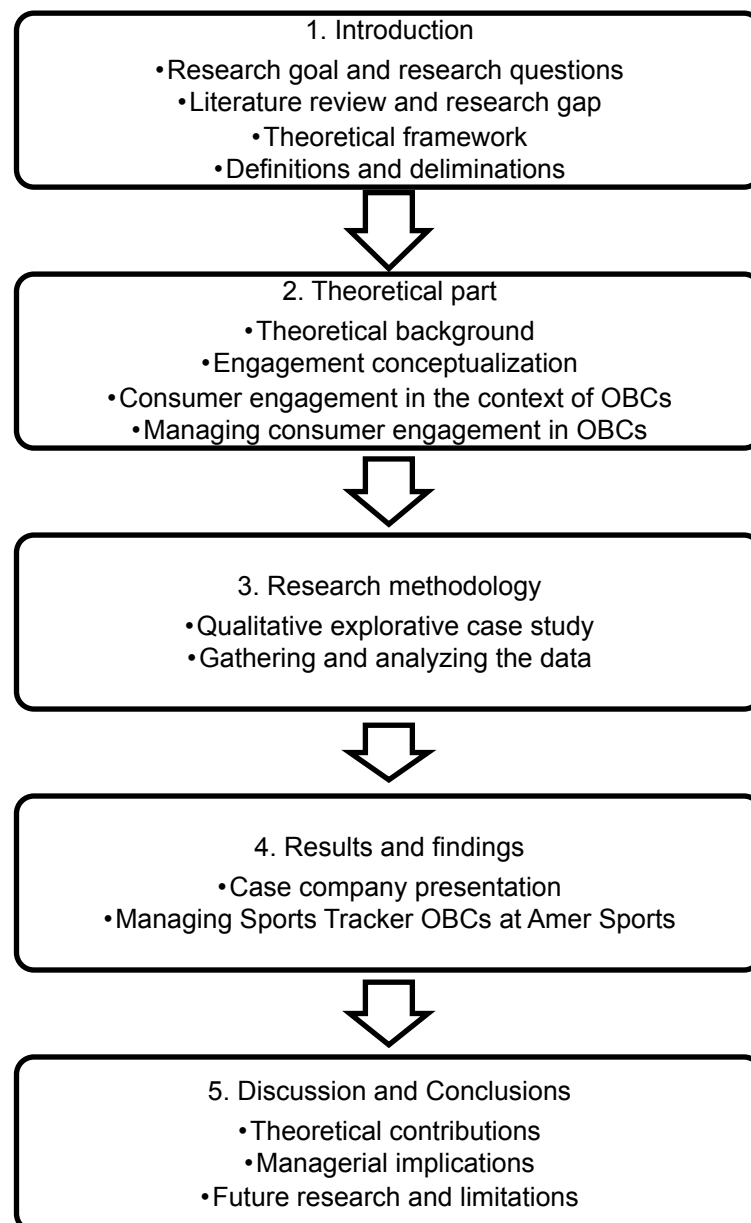 1. Introduction
•Research goal and research questions
•Literature review and research gap
•Theoretical framework
•Definitions and deliminations
2. Theoretical part
•Theoretical background
•Engagement conceptualization
•Consumer engagement in the context of OBCs
•Managing consumer engagement in OBCs
3. Research methodology
•Qualitative explorative case study
•Gathering and analyzing the data
4. Results and findings
•Case company presentation
•Managing Sports Tracker OBCs at Amer Sports
5. Discussion and Conclusions
•Theoretical contributions
•Managerial implications
•Future research and limitations